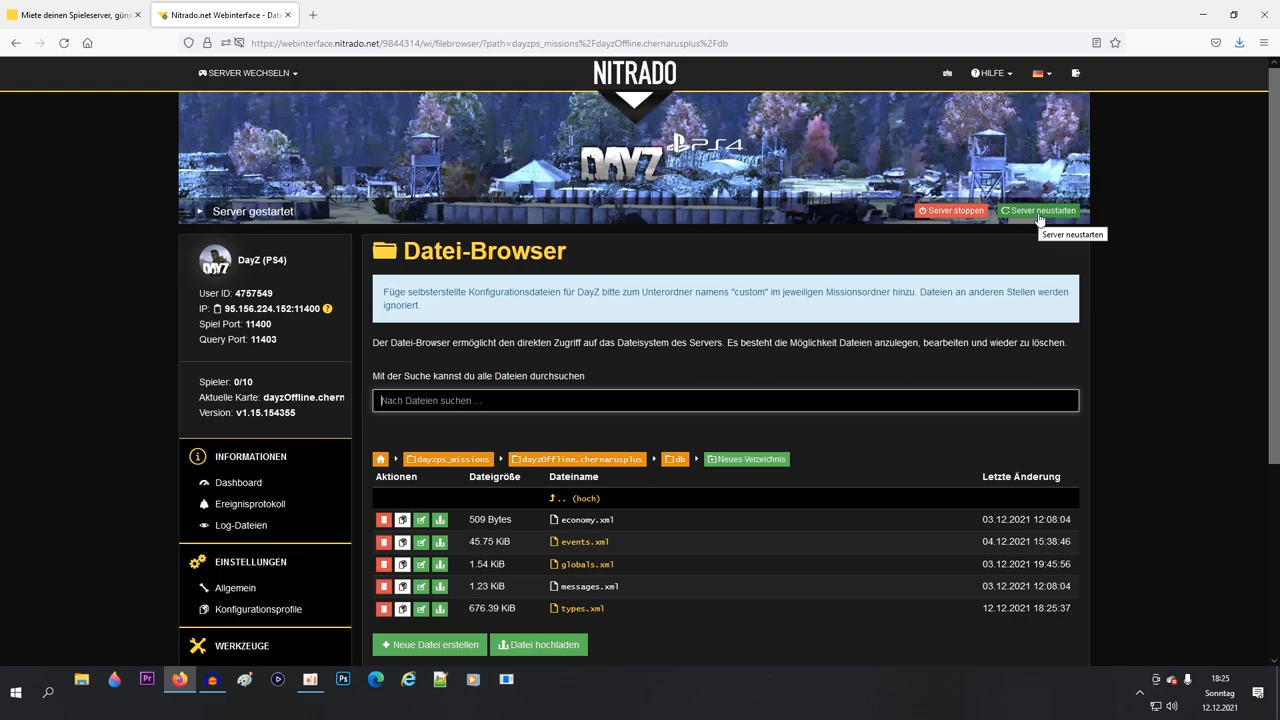 Miete deinen Spieleserver, güns
Nitrado.net Webinterface - Date
https://webinterface.nitrado.net/9844314/wi/filebrowser/?path=dayzps_missions%2FdayzOffline.chernarusplus%2Fdb
SERVER WECHSELN
NITRADO
HILFE
DAYZ PS4
Server gestartet
Server stoppen
Server neustarten
Server neustarten
DayZ (PS4)
User ID: 4757549
IP: 95.156.224.152:11400
Spiel Port: 11400
Query Port: 11403
Spieler: 0/10
Aktuelle Karte: dayzOffline.chern
Version: v1.15.154355
INFORMATIONEN
Dashboard
Ereignisprotokoll
Log-Dateien
EINSTELLUNGEN
Allgemein
Konfigurationsprofile
WERKZEUGE
Datei-Browser
Füge selbsterstellte Konfigurationsdateien für DayZ bitte zum Unterordner namens "custom" im jeweiligen Missionsordner hinzu. Dateien an anderen Stellen werden
ignoriert.
Der Datei-Browser ermöglicht den direkten Zugriff auf das Dateisystem des Servers. Es besteht die Möglichkeit Dateien anzulegen, bearbeiten und wieder zu löschen.
Mit der Suche kannst du alle Dateien durchsuchen
Nach Dateien suchen ...
dayzps_missions dayzOffline.chernarusplus db Neues Verzeichnis
Aktionen Dateigröße Dateiname Letzte Änderung
.. (hoch)
509 Bytes economy.xml 03.12.2021 12:08:04
45.75 KiB events.xml 04.12.2021 15:38:46
1.54 KiB globals.xml 03.12.2021 19:45:56
1.23 KiB messages.xml 03.12.2021 12:08:04
676.39 KiB types.xml 12.12.2021 18:25:37
Neue Datei erstellen Datei hochladen
18:25
Sonntag
12.12.2021